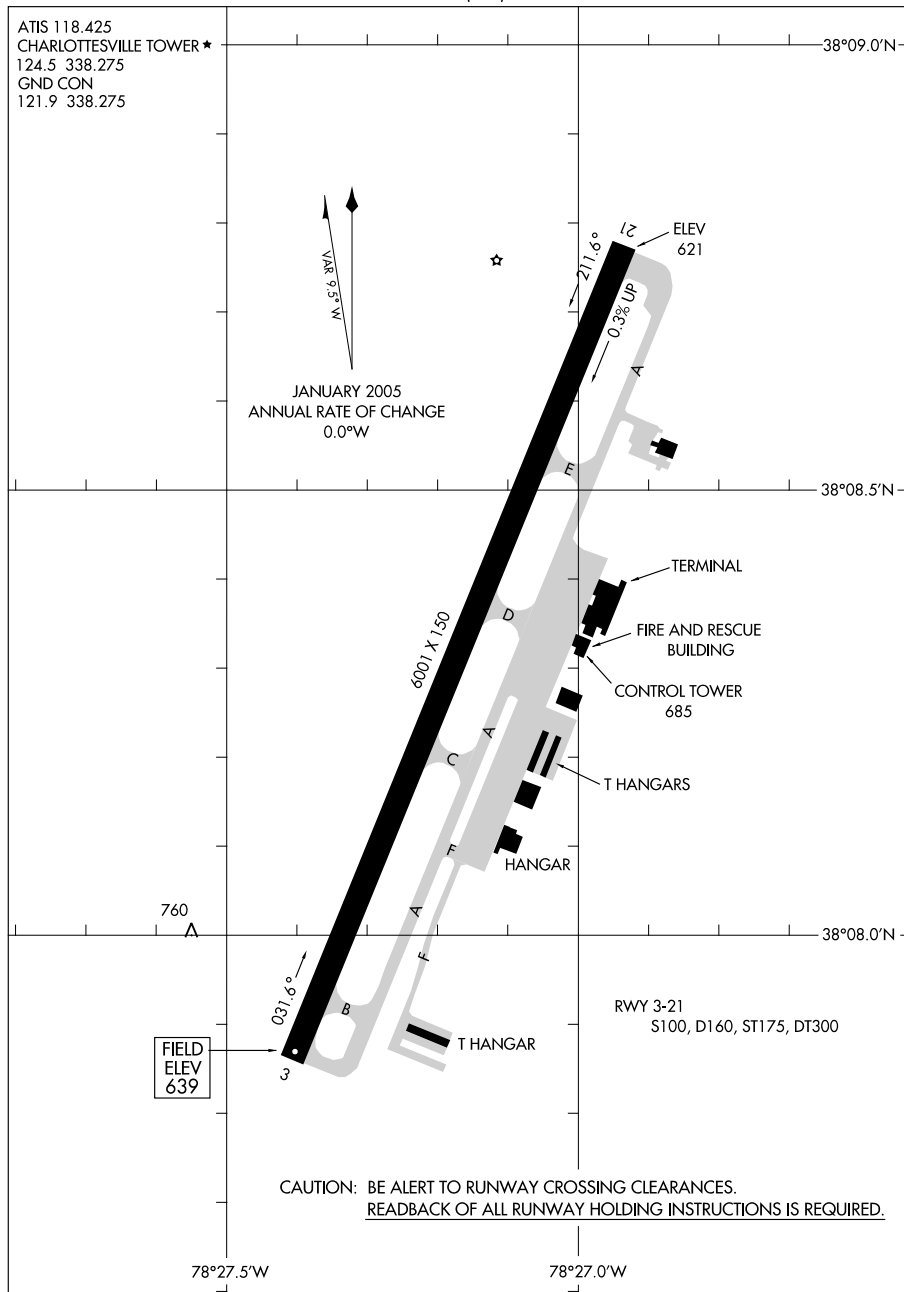 ATIS 118.425
CHARLOTTESVILLE TOWER
124.5 338.275
GND CON
121.9 338.275
38°09.0'N
VAR 9.5° W
JANUARY 2005
ANNUAL RATE OF CHANGE
0.0°W
21
ELEV
621
211.6°
0.3% UP
A
E
38°08.5'N
TERMINAL
D
FIRE AND RESCUE
BUILDING
6001 X 150
CONTROL TOWER
685
A
C
T HANGARS
F
HANGAR
A
760
38°08.0'N
F
031.6°
B
RWY 3-21
S100, D160, ST175, DT300
T HANGAR
FIELD
ELEV
639
3
CAUTION: BE ALERT TO RUNWAY CROSSING CLEARANCES.
READBACK OF ALL RUNWAY HOLDING INSTRUCTIONS IS REQUIRED.
78°27.5'W
78°27.0'W